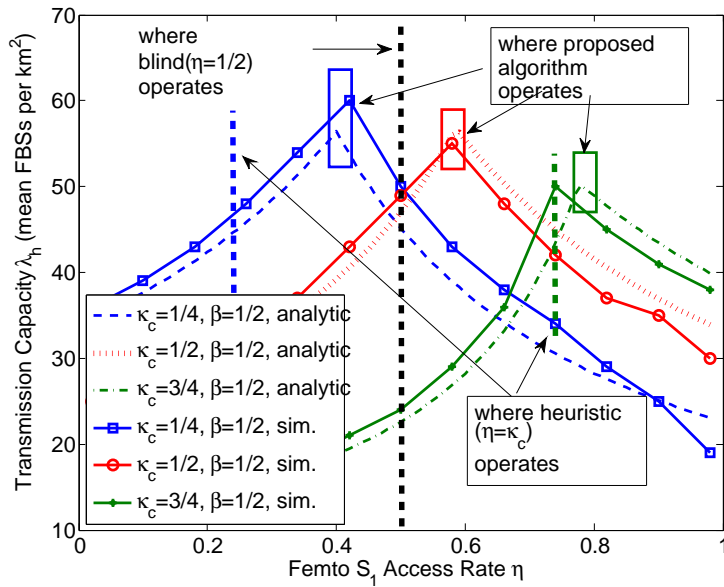 70
60
50
40
30
20
10
0
0.2
0.4
0.6
0.8
1
Transmission Capacity λh (mean FBSs per km²)
Femto S₁ Access Rate η
where
blind(η=1/2)
operates
where proposed
algorithm
operates
where heuristic
(η=κc)
operates
κc=1/4, β=1/2, analytic
κc=1/2, β=1/2, analytic
κc=3/4, β=1/2, analytic
κc=1/4, β=1/2, sim.
κc=1/2, β=1/2, sim.
κc=3/4, β=1/2, sim.